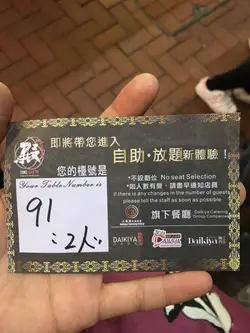 即將帶您進入
自助·放題新體驗！
殿
您的檯號是
Your Table Number is
•不設劃位 No seat Selection
•如人數有變，請盡早通知店員
if there is any changes in the number of guests,
please tell the staff as soon as possible.
91
2人
旗下餐廳
Daikiya Catering
Group Companies
DAIKIYA
Daikiya